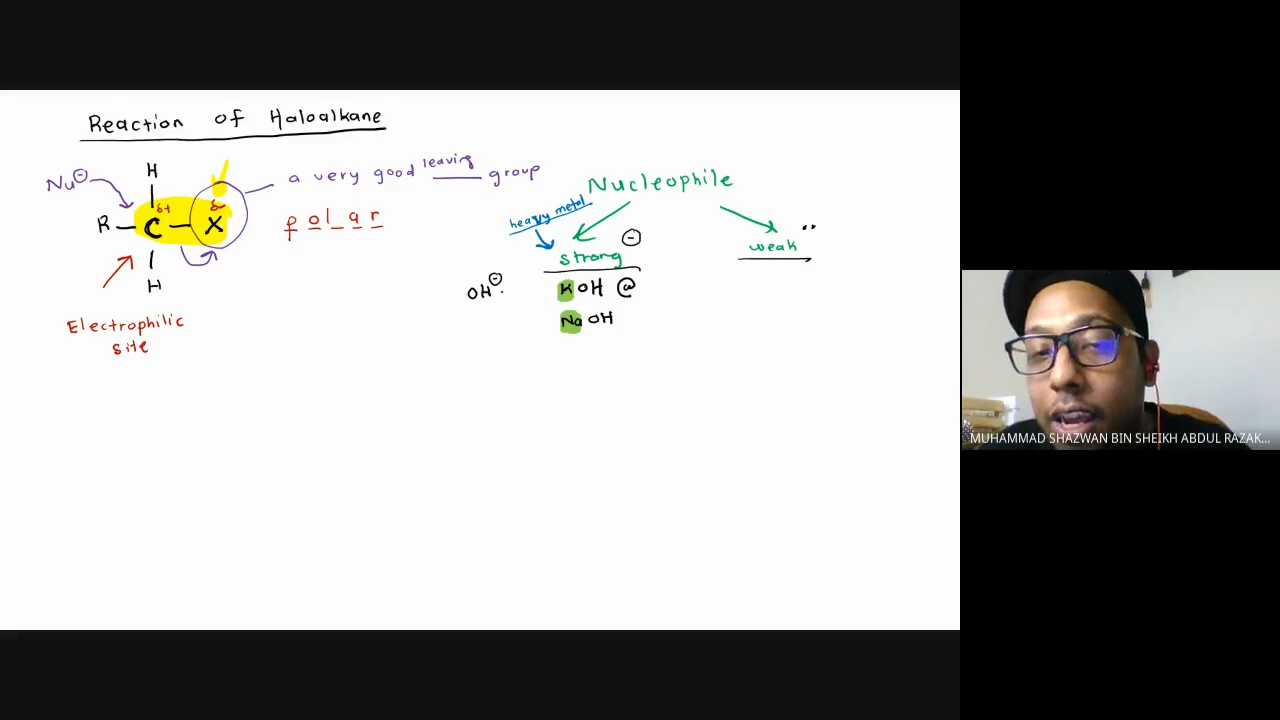 Reaction of Haloalkane
Nu⊖
H
R – C – X
δ+ δ-
H
Electrophilic
site
a very good leaving group
polar
Nucleophile
heavy metal
⊖
strong
weak
OH⊖
KOH @
NaOH
MUHAMMAD SHAZWAN BIN SHEIKH ABDUL RAZAK...